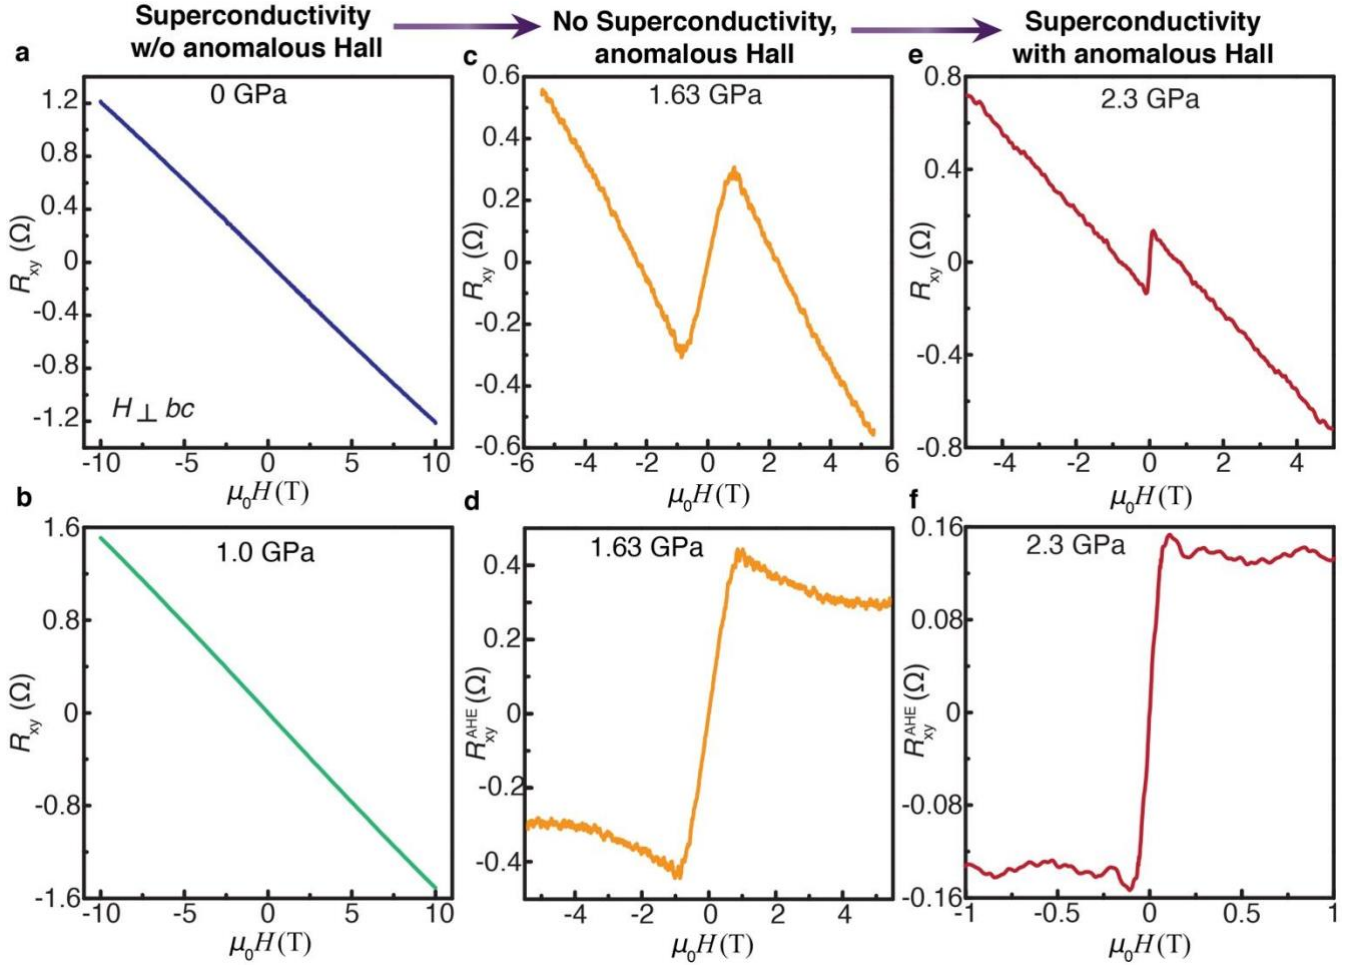 Superconductivity
w/o anomalous Hall
No Superconductivity,
anomalous Hall
Superconductivity
with anomalous Hall
a
0 GPa
1.2
0.8
0.4
0
-0.4
-0.8
-1.2
Rxy (Ω)
H ⊥ bc
-10 -5 0 5 10
μ0H(T)
b
1.0 GPa
1.6
0.8
0
-0.8
-1.6
Rxy (Ω)
-10 -5 0 5 10
μ0H(T)
c
1.63 GPa
0.6
0.4
0.2
0
-0.2
-0.4
-0.6
Rxy (Ω)
-6 -4 -2 0 2 4 6
μ0H(T)
d
1.63 GPa
0.4
0.2
0
-0.2
-0.4
RxyAHE (Ω)
-4 -2 0 2 4
μ0H(T)
e
2.3 GPa
0.8
0.4
0
-0.4
-0.8
Rxy (Ω)
-4 -2 0 2 4
μ0H(T)
f
2.3 GPa
0.16
0.08
0
-0.08
-0.16
RxyAHE (Ω)
-1 -0.5 0 0.5 1
μ0H(T)